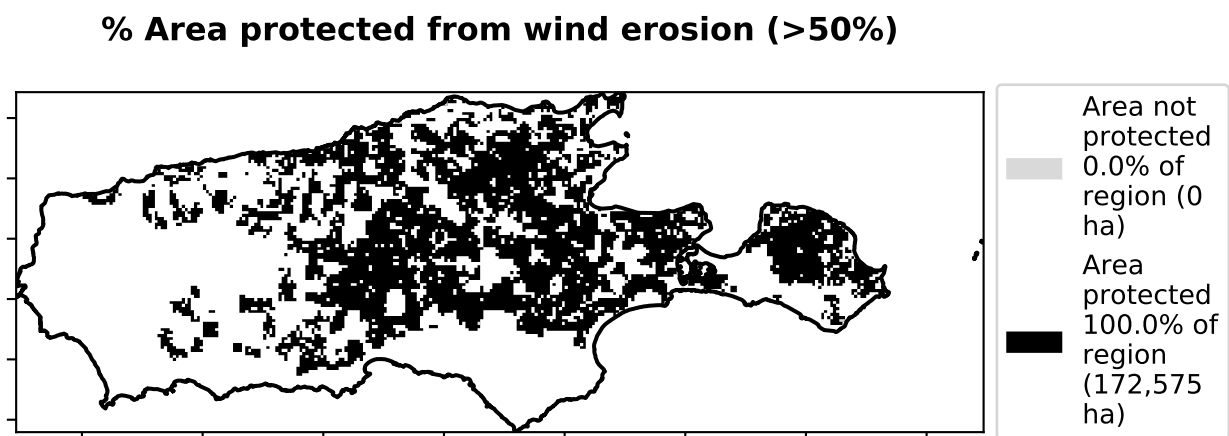 % Area protected from wind erosion (>50%)
Area not
protected
0.0% of
region (0
ha)
Area
protected
100.0% of
region
(172,575
ha)